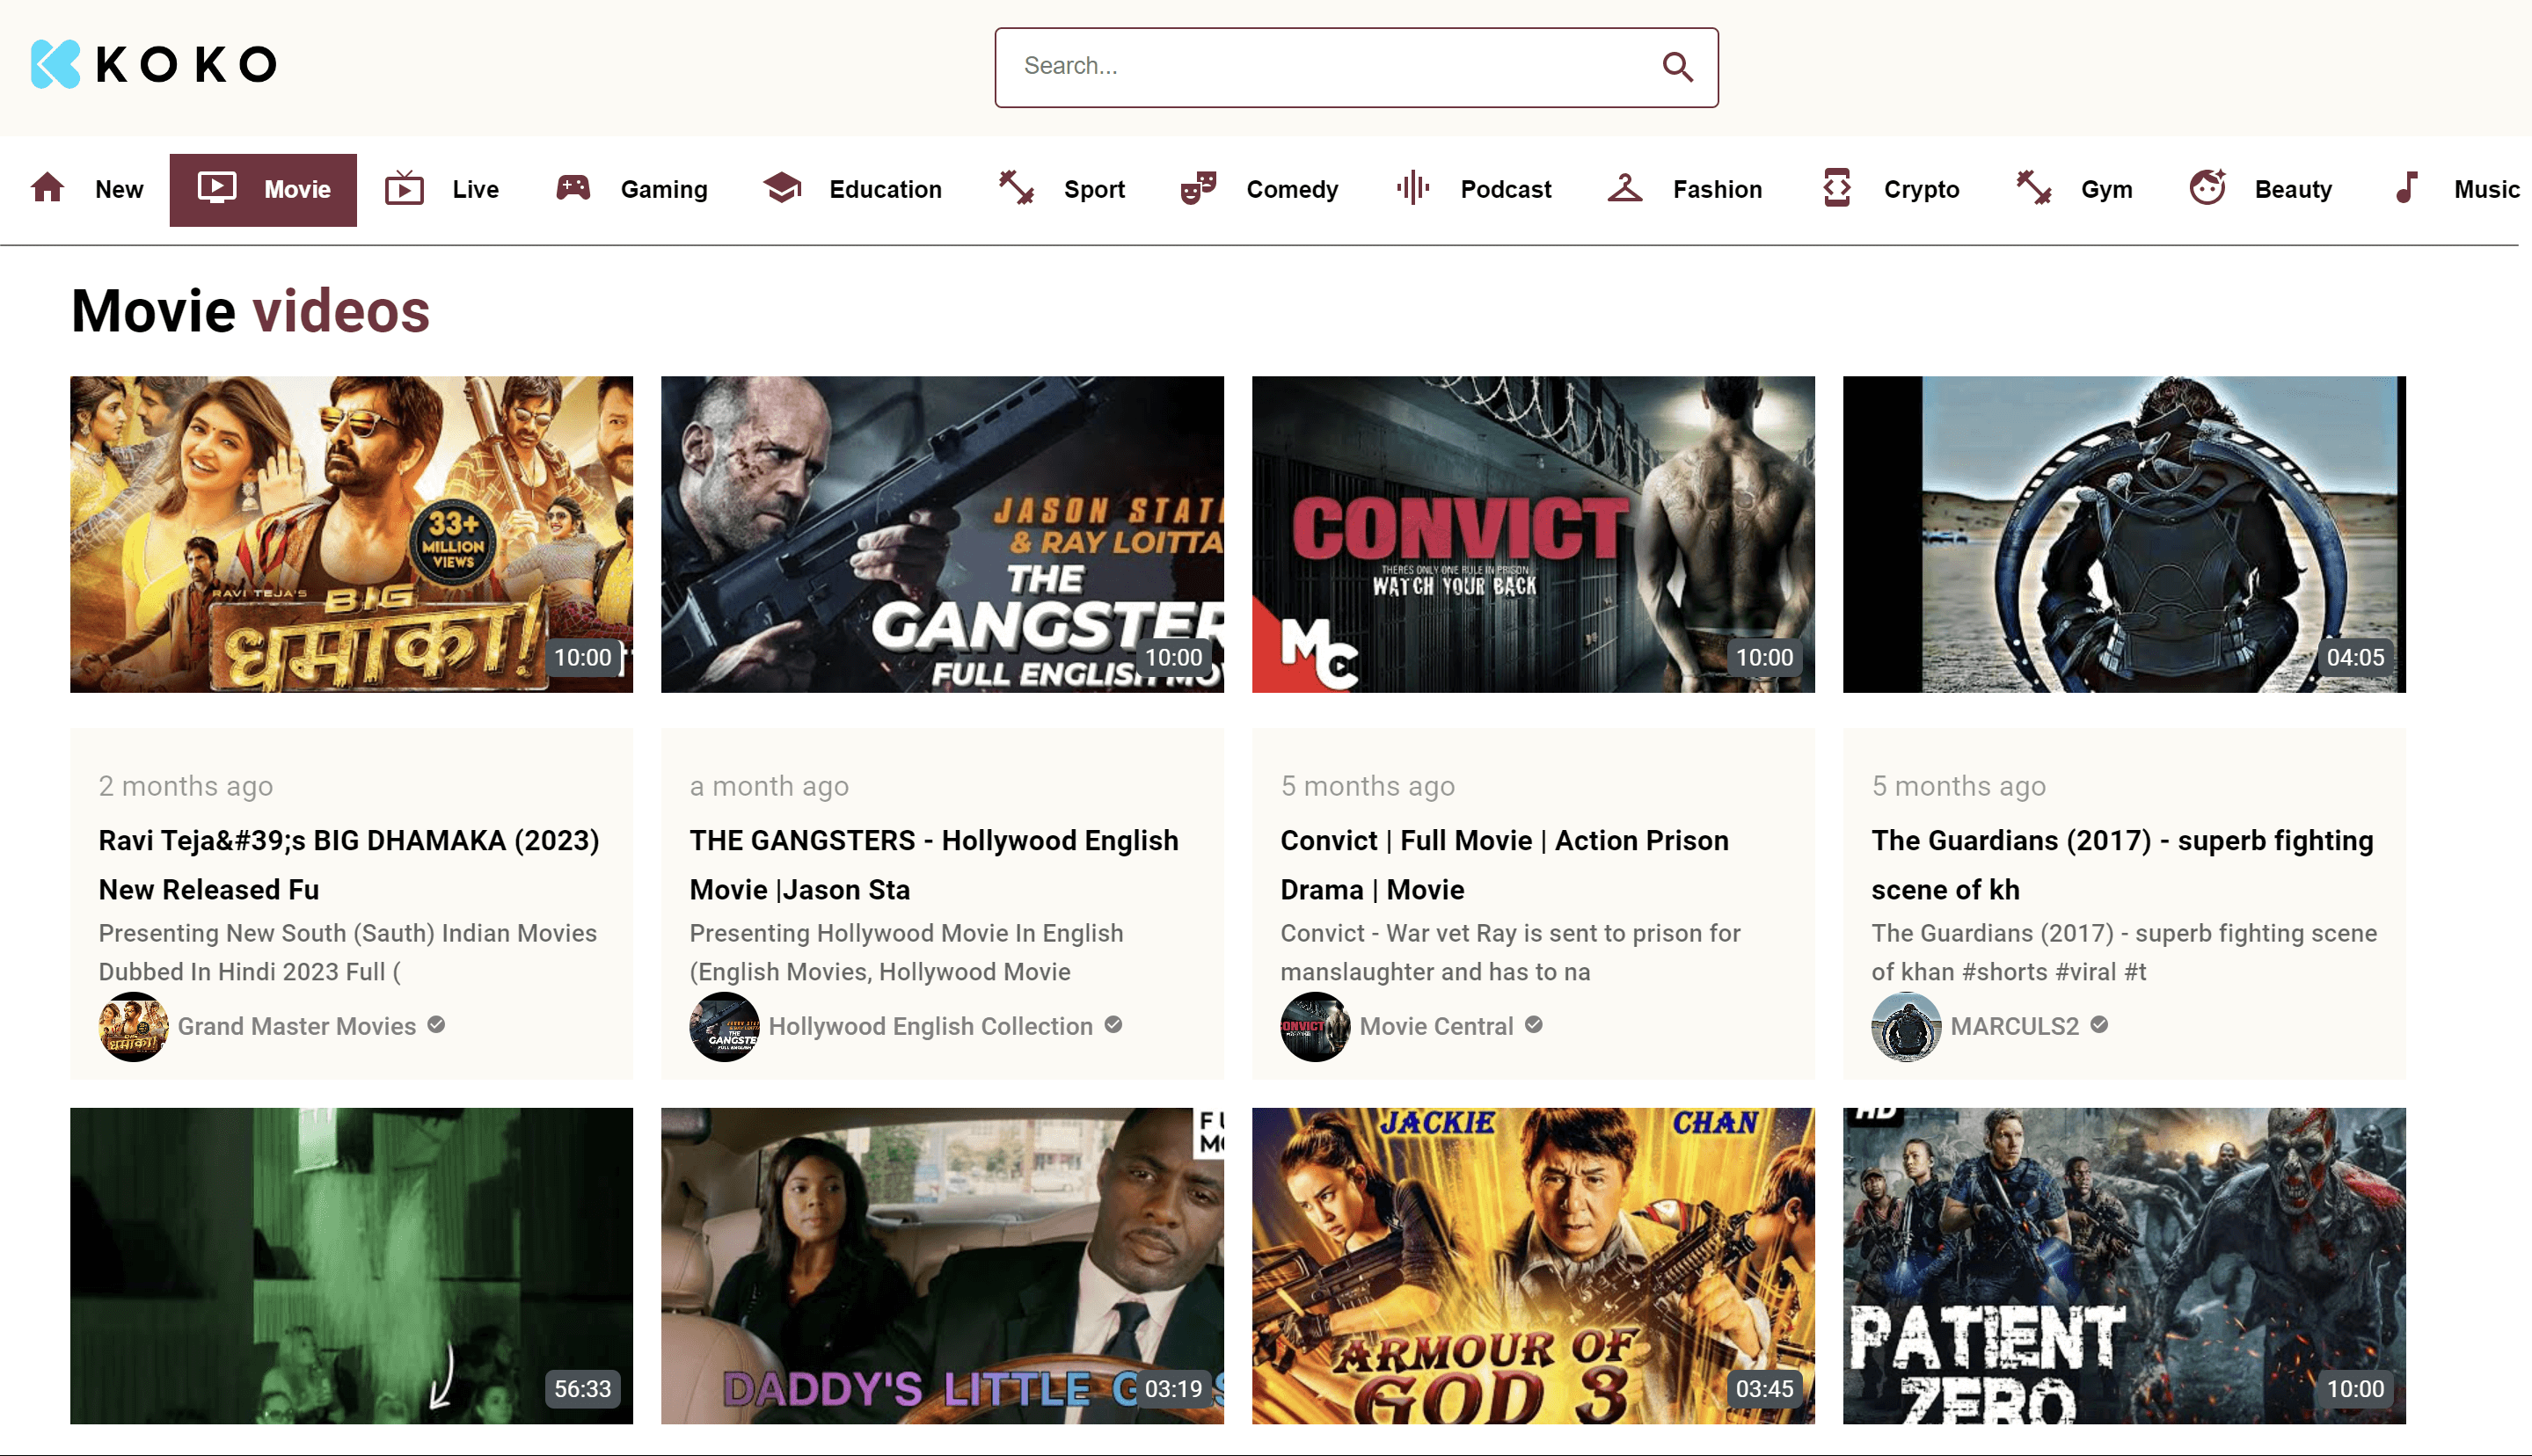 KOKO
Search...
New
Movie
Live
Gaming
Education
Sport
Comedy
Podcast
Fashion
Crypto
Gym
Beauty
Music
Movie videos
33+
MILLION
VIEWS
RAVI TEJA'S
BIG
धमाका!
10:00
JASON STAT
& RAY LOITTA
THE
GANGSTER
FULL ENGLISH MO
10:00
CONVICT
THERES ONLY ONE RULE IN PRISON
WATCH YOUR BACK
MC
10:00
04:05
2 months ago
Ravi Teja&#39;s BIG DHAMAKA (2023)
New Released Fu
Presenting New South (Sauth) Indian Movies
Dubbed In Hindi 2023 Full (
Grand Master Movies
a month ago
THE GANGSTERS - Hollywood English
Movie |Jason Sta
Presenting Hollywood Movie In English
(English Movies, Hollywood Movie
Hollywood English Collection
5 months ago
Convict | Full Movie | Action Prison
Drama | Movie
Convict - War vet Ray is sent to prison for
manslaughter and has to na
Movie Central
5 months ago
The Guardians (2017) - superb fighting
scene of kh
The Guardians (2017) - superb fighting scene
of khan #shorts #viral #t
MARCULS2
56:33
FU
MO
DADDY'S LITTLE G
03:19
JACKIE CHAN
ARMOUR OF
GOD 3
03:45
HD
PATIENT
ZERO
10:00